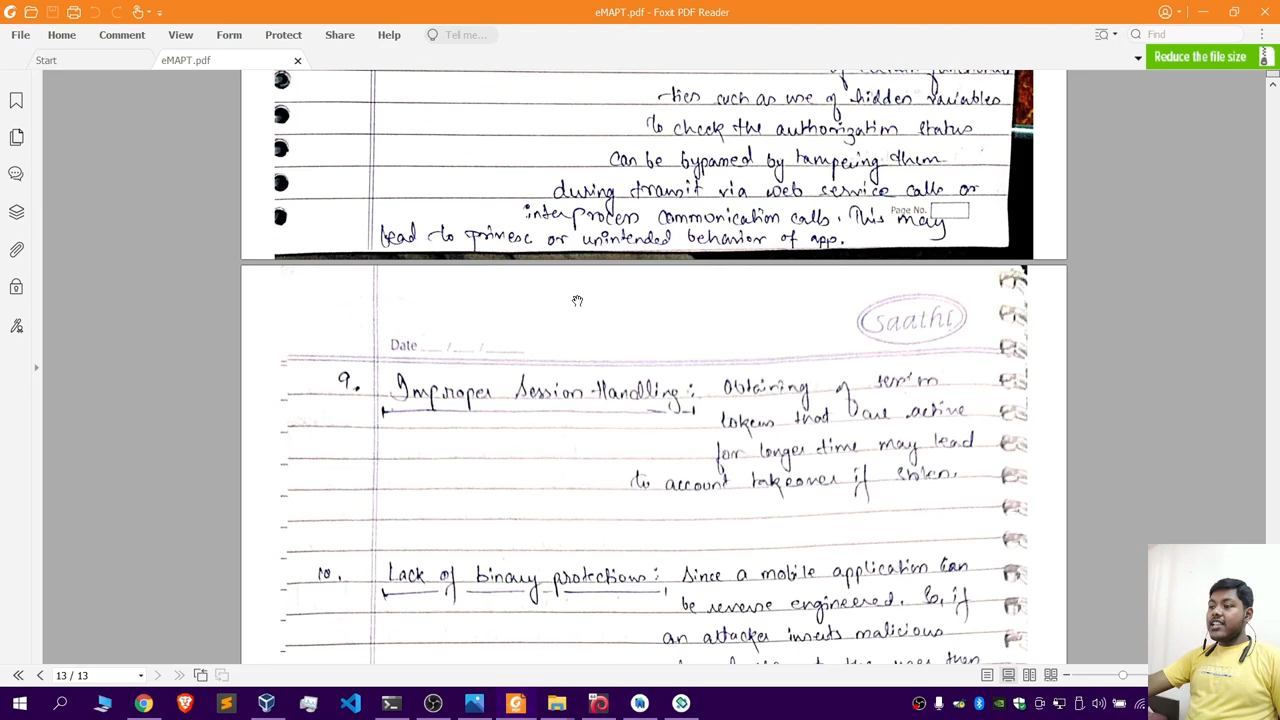 eMAPT.pdf - Foxit PDF Reader
File Home Comment View Form Protect Share Help Tell me... Find
Start eMAPT.pdf Reduce the file size
-ties such as use of hidden variables
to check the authorization status
can be bypassed by tampering them
during transit via web service calls or
interprocess communication calls. This may
Page No.
lead to or unintended behavior of app.
Saathi
Date __/__/____
9. Improper Session-Handling: Obtaining of session
tokens that are active
for longer time may lead
to account takeover if stolen.
10. Lack of binary protections: Since a mobile application can
be reverse engineered. So, if
an attacker inserts malicious
13 / 13